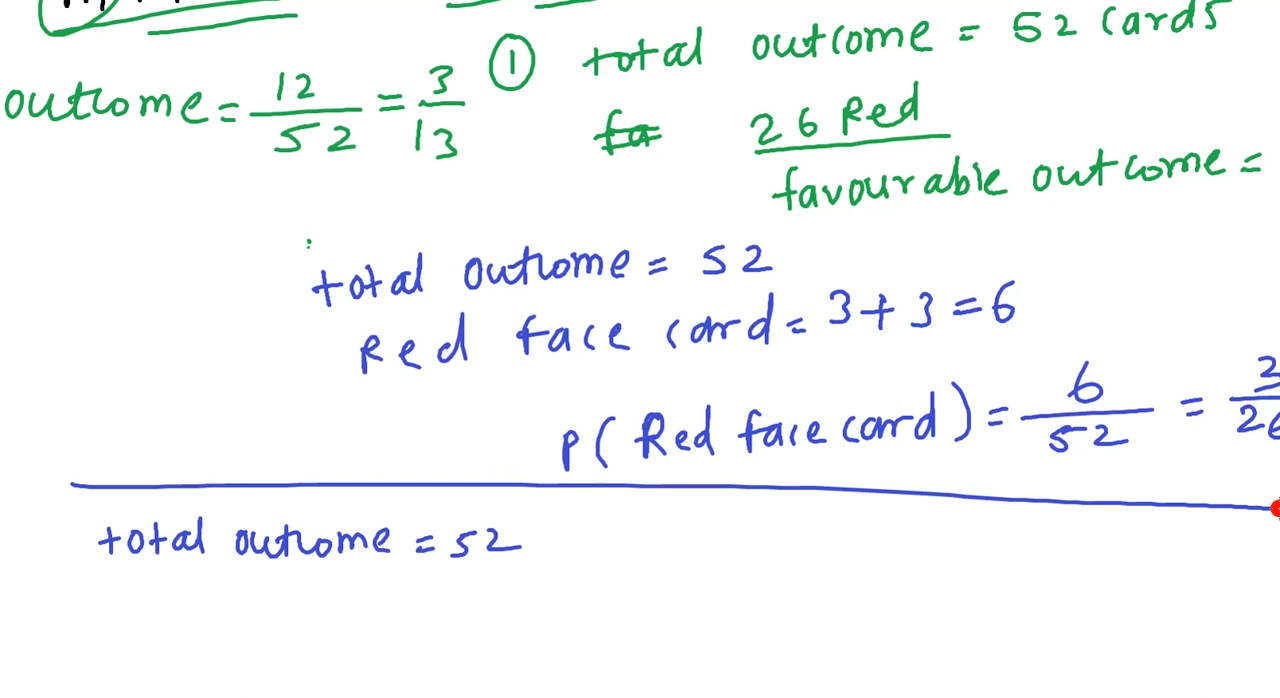 outcome = 12/52 = 3/13
① total outcome = 52 cards
fa 26 Red
favourable outcome =
total outcome = 52
Red face card = 3 + 3 = 6
P( Red face card ) = 6/52 =
total outcome = 52